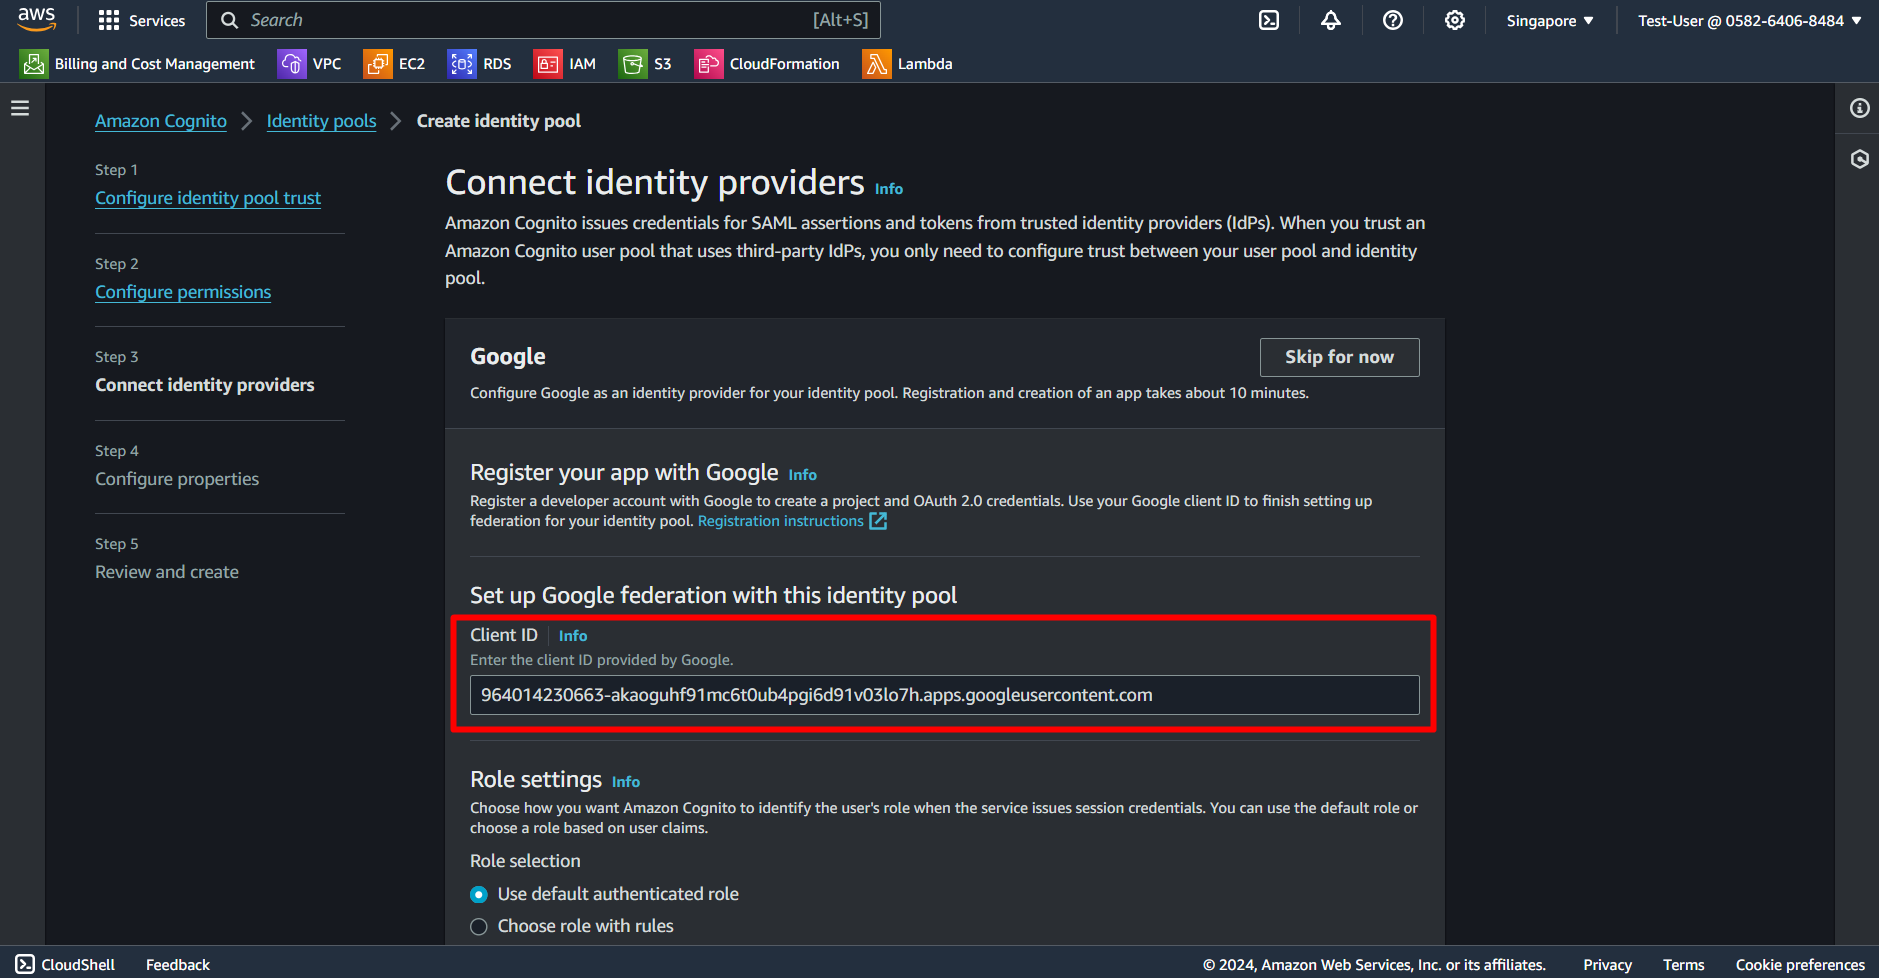 aws
Services
Search
[Alt+S]
Singapore ▼
Test-User @ 0582-6406-8484 ▼
Billing and Cost Management
VPC
EC2
RDS
IAM
S3
CloudFormation
Lambda
Amazon Cognito
Identity pools
Create identity pool
Step 1
Configure identity pool trust
Step 2
Configure permissions
Step 3
Connect identity providers
Step 4
Configure properties
Step 5
Review and create
Connect identity providers Info
Amazon Cognito issues credentials for SAML assertions and tokens from trusted identity providers (IdPs). When you trust an
Amazon Cognito user pool that uses third-party IdPs, you only need to configure trust between your user pool and identity
pool.
Google
Skip for now
Configure Google as an identity provider for your identity pool. Registration and creation of an app takes about 10 minutes.
Register your app with Google Info
Register a developer account with Google to create a project and OAuth 2.0 credentials. Use your Google client ID to finish setting up
federation for your identity pool. Registration instructions
Set up Google federation with this identity pool
Client ID Info
Enter the client ID provided by Google.
964014230663-akaoguhf91mc6t0ub4pgi6d91v03lo7h.apps.googleusercontent.com
Role settings Info
Choose how you want Amazon Cognito to identify the user's role when the service issues session credentials. You can use the default role or
choose a role based on user claims.
Role selection
Use default authenticated role
Choose role with rules
CloudShell
Feedback
© 2024, Amazon Web Services, Inc. or its affiliates.
Privacy
Terms
Cookie preferences